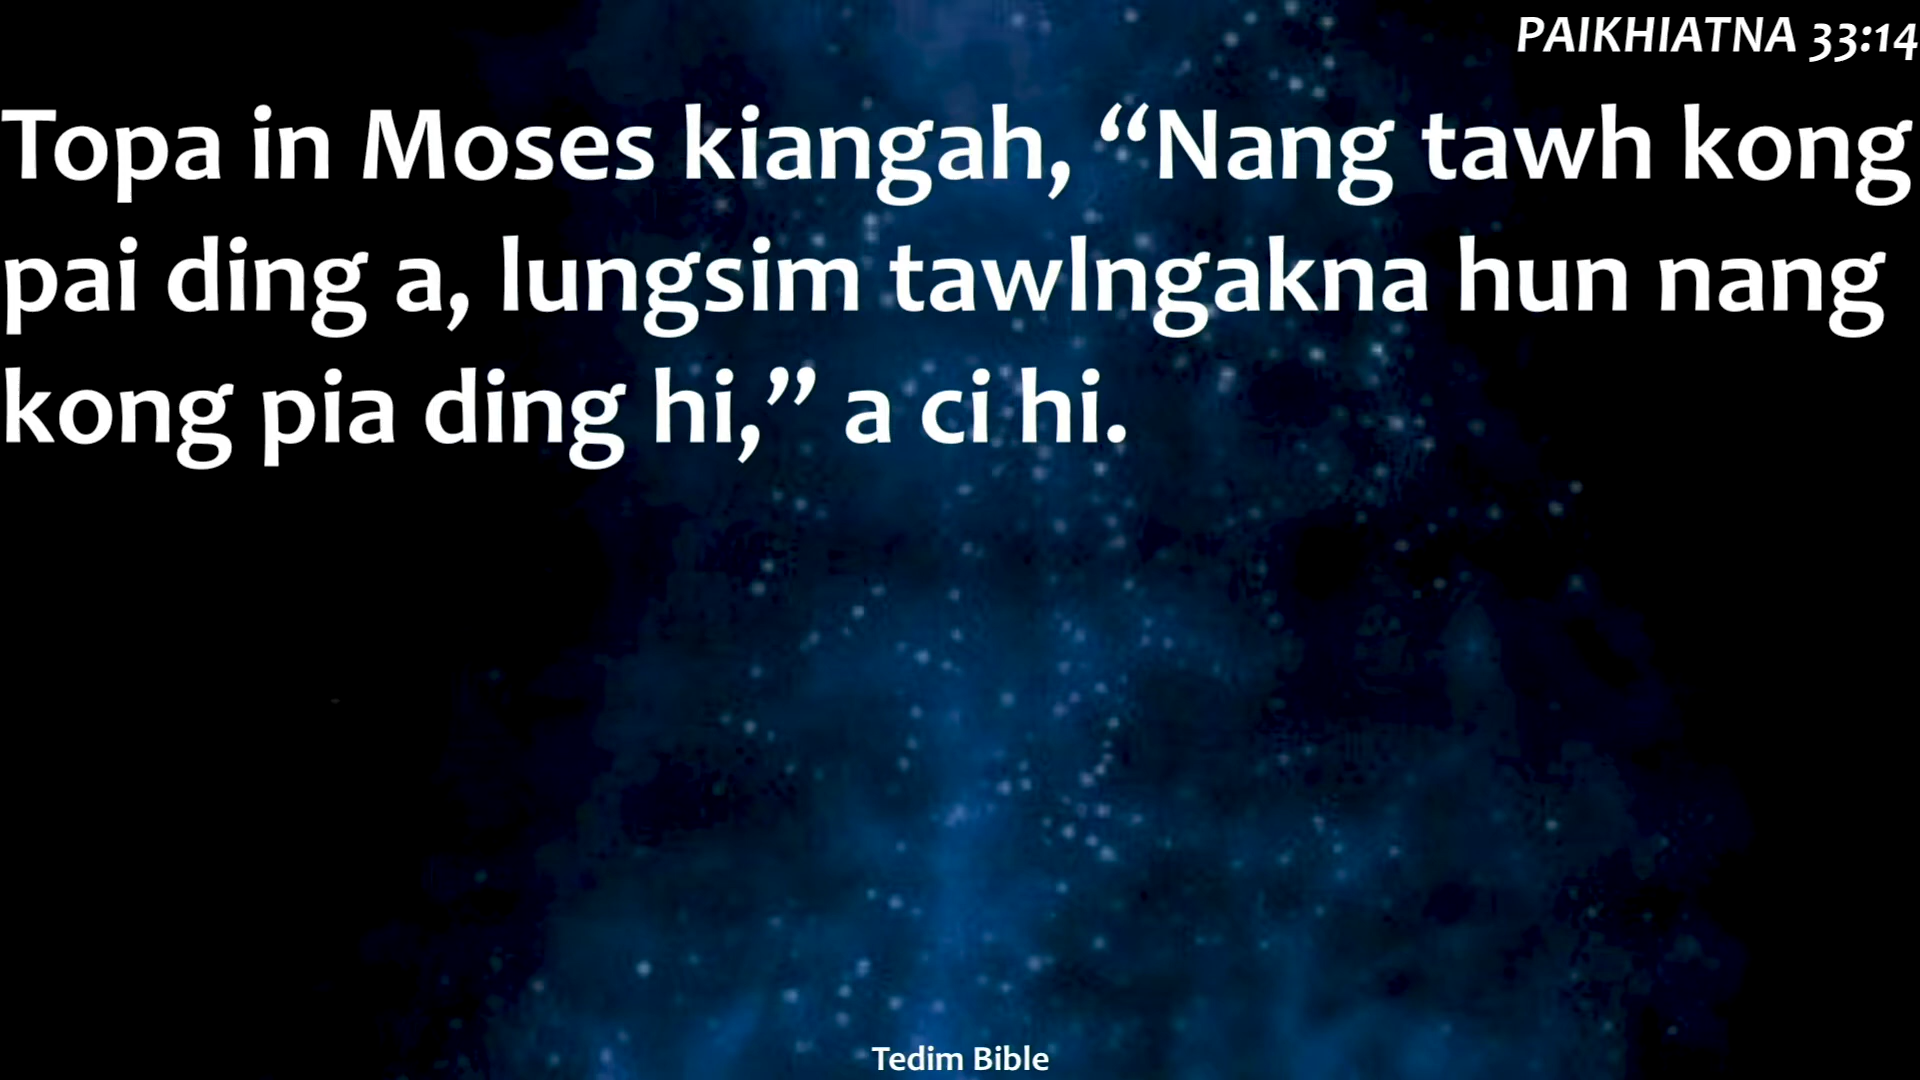 PAIKHIATNA 33:14
Topa in Moses kiangah, “Nang tawh kong
pai ding a, lungsim tawlngakna hun nang
kong pia ding hi,” a ci hi.
Tedim Bible